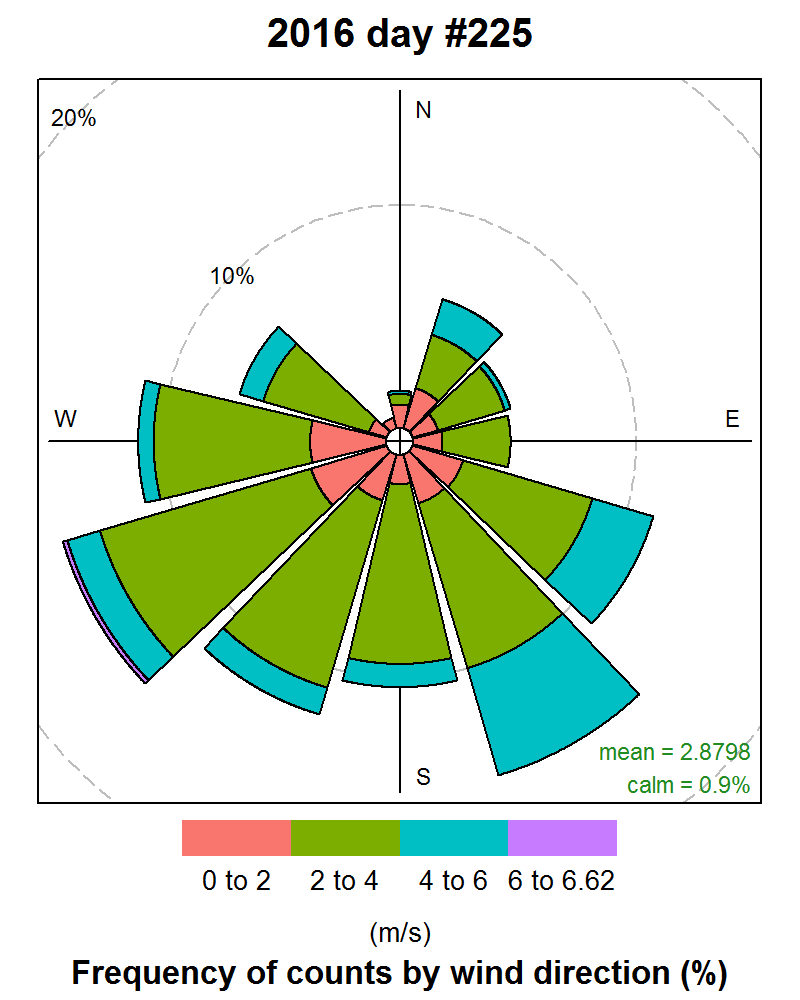 2016 day #225
N
20%
10%
W
E
S
mean = 2.8798
calm = 0.9%
0 to 2
2 to 4
4 to 6
6 to 6.62
(m/s)
Frequency of counts by wind direction (%)